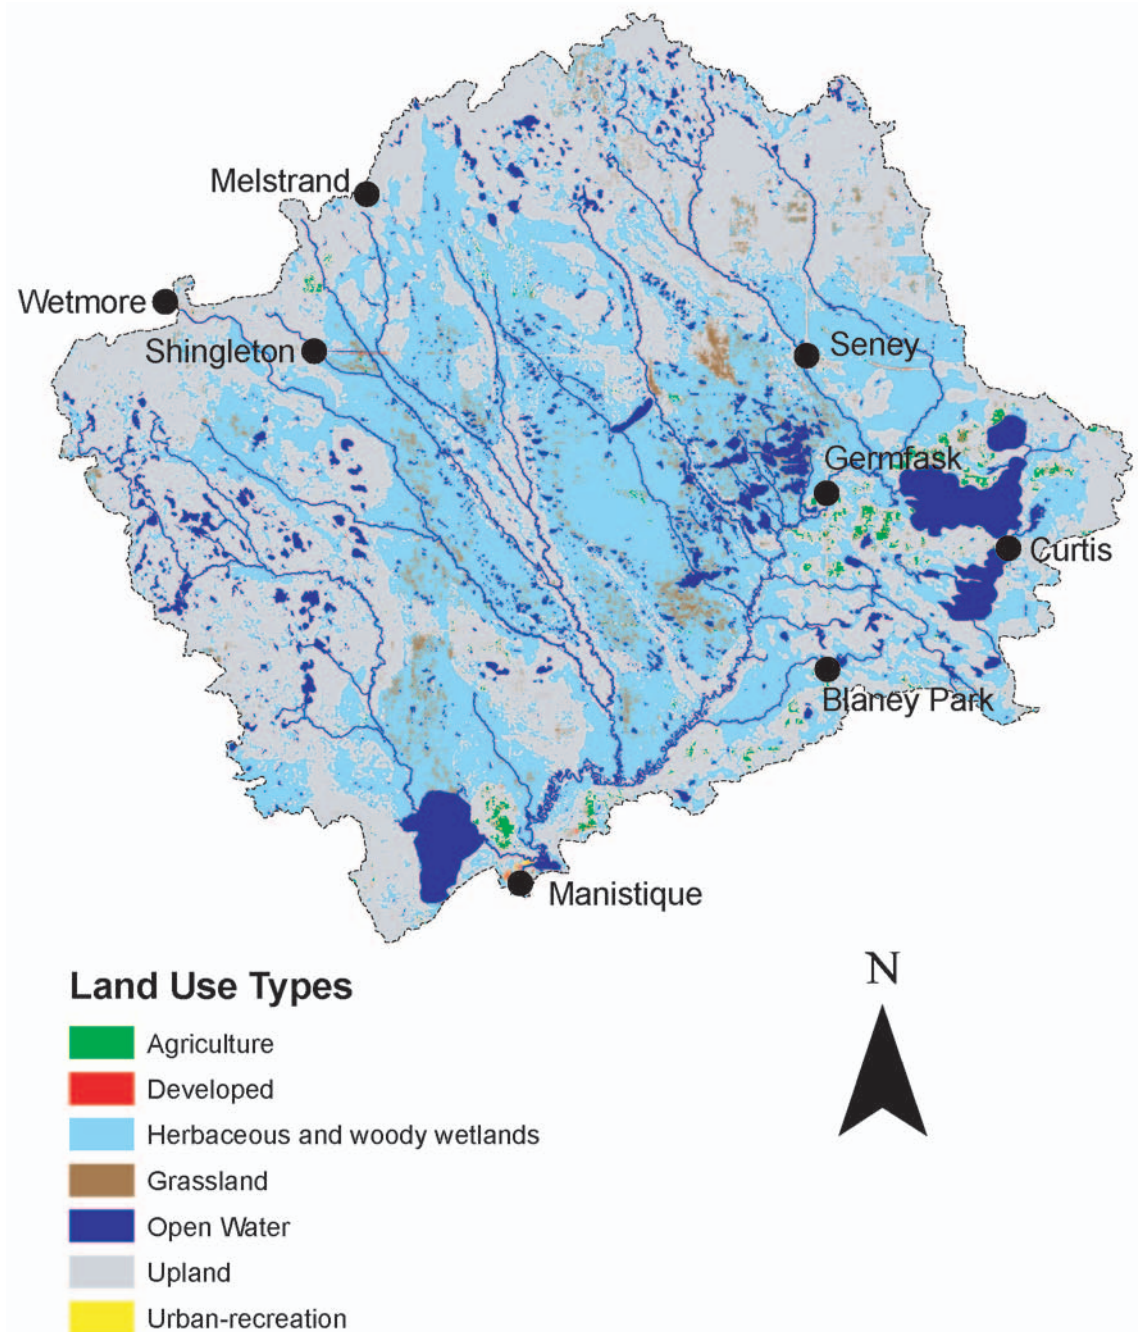 Melstrand
Wetmore
Shingleton
Seney
Germfask
Curtis
Blaney Park
Manistique
N
Land Use Types
Agriculture
Developed
Herbaceous and woody wetlands
Grassland
Open Water
Upland
Urban-recreation